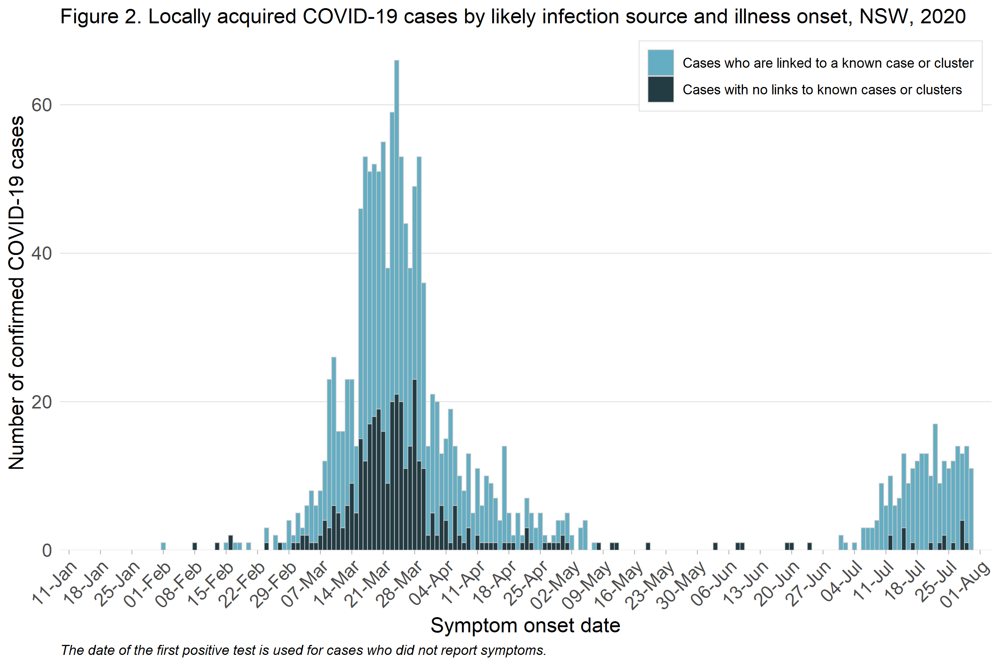 Figure 2. Locally acquired COVID-19 cases by likely infection source and illness onset, NSW, 2020
Cases who are linked to a known case or cluster
Cases with no links to known cases or clusters
Number of confirmed COVID-19 cases
60
40
20
0
11-Jan
18-Jan
25-Jan
01-Feb
08-Feb
15-Feb
22-Feb
29-Feb
07-Mar
14-Mar
21-Mar
28-Mar
04-Apr
11-Apr
18-Apr
25-Apr
02-May
09-May
16-May
23-May
30-May
06-Jun
13-Jun
20-Jun
27-Jun
04-Jul
11-Jul
18-Jul
25-Jul
01-Aug
Symptom onset date
The date of the first positive test is used for cases who did not report symptoms.